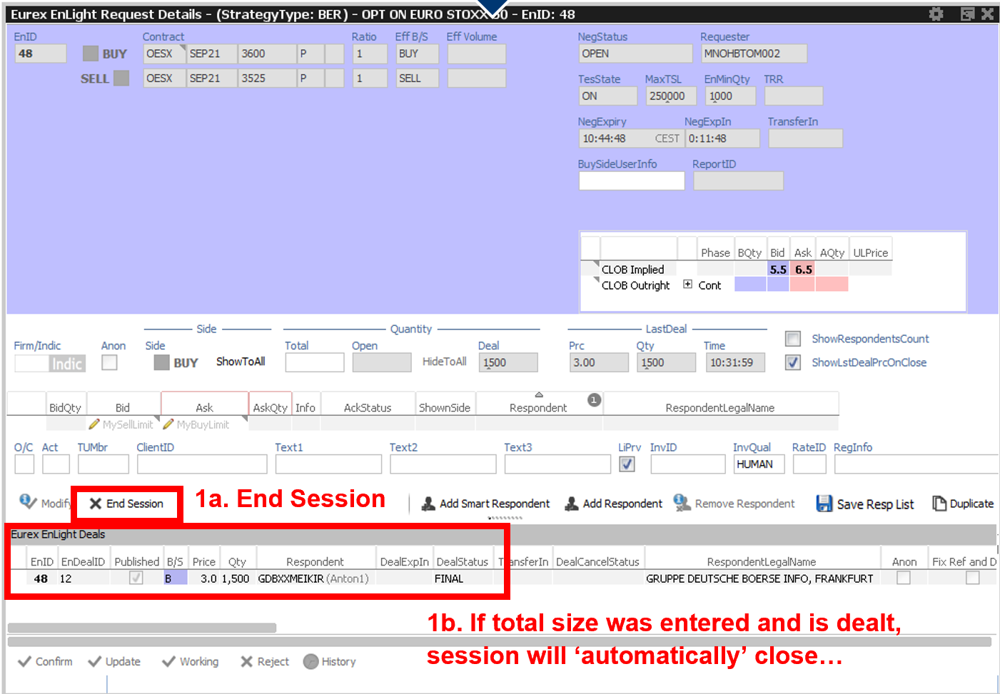 Eurex EnLight Request Details - (StrategyType: BER) - OPT ON EURO STOXX 50 - EnID: 48
EnID Contract Ratio Eff B/S Eff Volume NegStatus Requester
48 BUY OESX SEP21 3600 P 1 BUY OPEN MNOHBTOM002
SELL OESX SEP21 3525 P 1 SELL
TesState MaxTSL EnMinQty TRR
ON 250000 1000
NegExpiry NegExpIn TransferIn
10:44:48 CEST 0:11:48
BuySideUserInfo ReportID
Phase BQty Bid Ask AQty ULPrice
CLOB Implied 5.5 6.5
CLOB Outright Cont
Side Quantity LastDeal
Firm/Indic Anon Side Total Open Deal Prc Qty Time ShowRespondentsCount
Indic BUY ShowToAll HideToAll 1500 3.00 1500 10:31:59 ShowLstDealPrcOnClose
BidQty Bid Ask AskQty Info AckStatus ShownSide Respondent 1 RespondentLegalName
MySellLimit MyBuyLimit
O/C Act TUMbr ClientID Text1 Text2 Text3 LiPrv InvID InvQual RateID RegInfo
HUMAN
Modify End Session 1a. End Session Add Smart Respondent Add Respondent Remove Respondent Save Resp List Duplicate
Eurex EnLight Deals
EnID EnDealID Published B/S Price Qty Respondent DealExpIn DealStatus TransferIn DealCancelStatus RespondentLegalName Anon Fix Ref and D
48 12 B 3.0 1,500 GDBXXMEIKIR (Anton1) FINAL GRUPPE DEUTSCHE BOERSE INFO, FRANKFURT
1b. If total size was entered and is dealt,
session will ‘automatically’ close…
Confirm Update Working Reject History